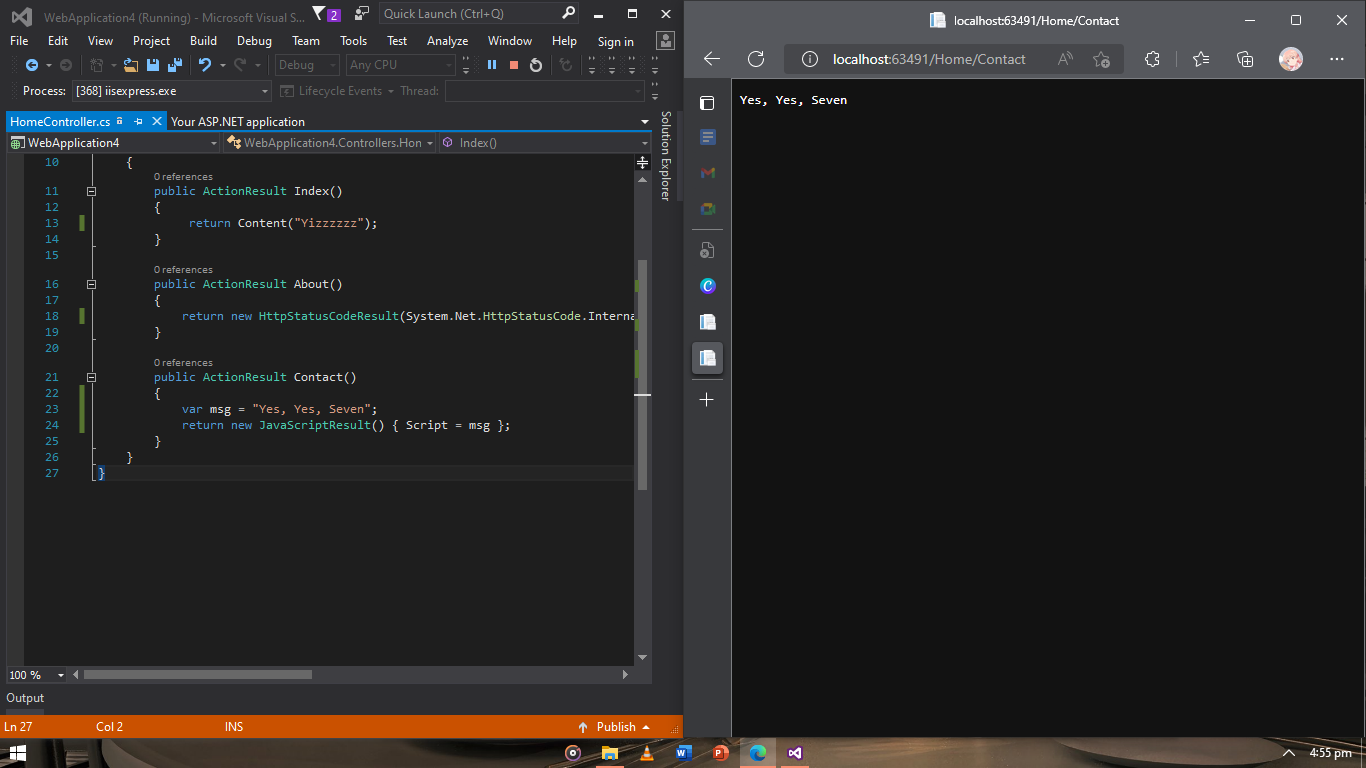 WebApplication4 (Running) - Microsoft Visual S...
2
Quick Launch (Ctrl+Q)
File Edit View Project Build Debug Team Tools Test Analyze Window Help Sign in
Debug Any CPU
Process: [368] iisexpress.exe Lifecycle Events Thread:
HomeController.cs Your ASP.NET application
WebApplication4 WebApplication4.Controllers.Hon Index()
Solution Explorer
10 {
0 references
11 public ActionResult Index()
12 {
13 return Content("Yizzzzzz");
14 }
15
0 references
16 public ActionResult About()
17 {
18 return new HttpStatusCodeResult(System.Net.HttpStatusCode.Interna
19 }
20
0 references
21 public ActionResult Contact()
22 {
23 var msg = "Yes, Yes, Seven";
24 return new JavaScriptResult() { Script = msg };
25 }
26 }
27 }
100 %
Output
Ln 27 Col 2 INS Publish
localhost:63491/Home/Contact
localhost:63491/Home/Contact
Yes, Yes, Seven
4:55 pm